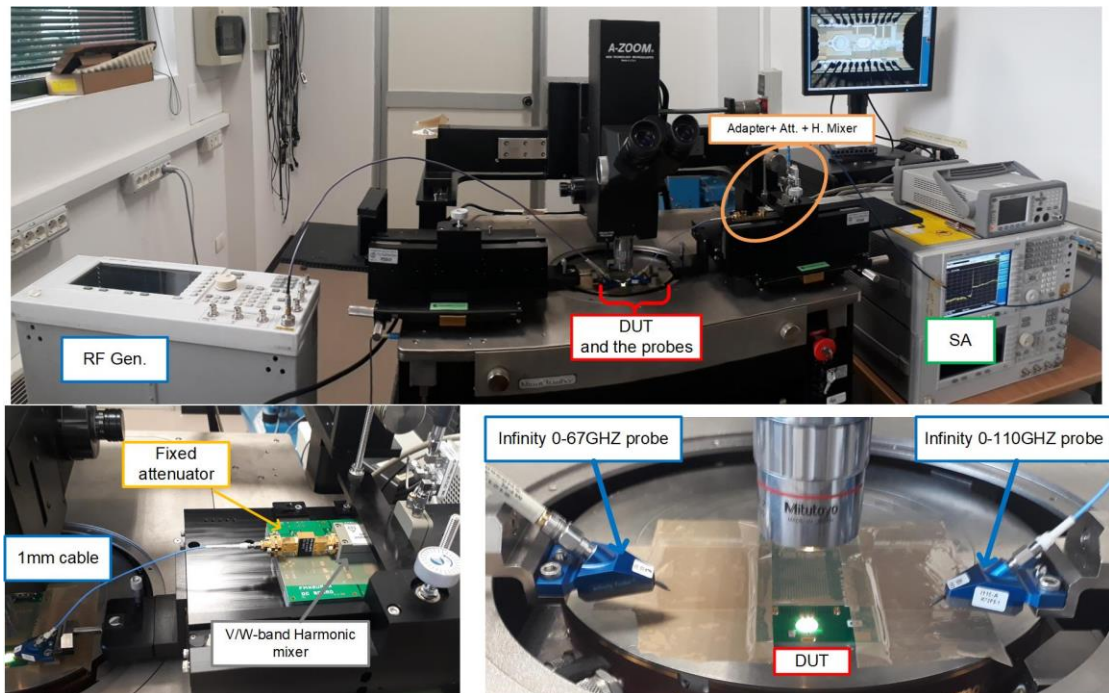 A-ZOOM®
Adapter+ Att. + H. Mixer
RF Gen.
DUT
and the probes
SA
Fixed
attenuator
1mm cable
V/W-band Harmonic
mixer
Infinity 0-67GHZ probe
Infinity 0-110GHZ probe
Mitutoyo
DUT